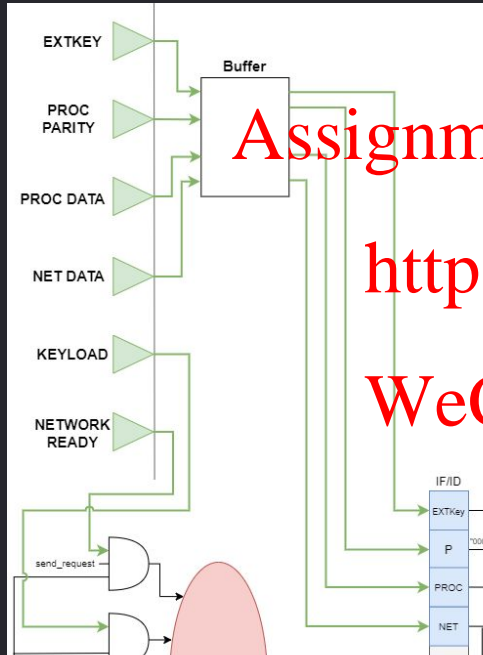 EXTKEY
Buffer
PROC
PARITY
Assignm
PROC DATA
http
NET DATA
KEYLOAD
WeC
NETWORK
READY
IF/ID
EXTKey
P
"000
send_request
PROC
NET